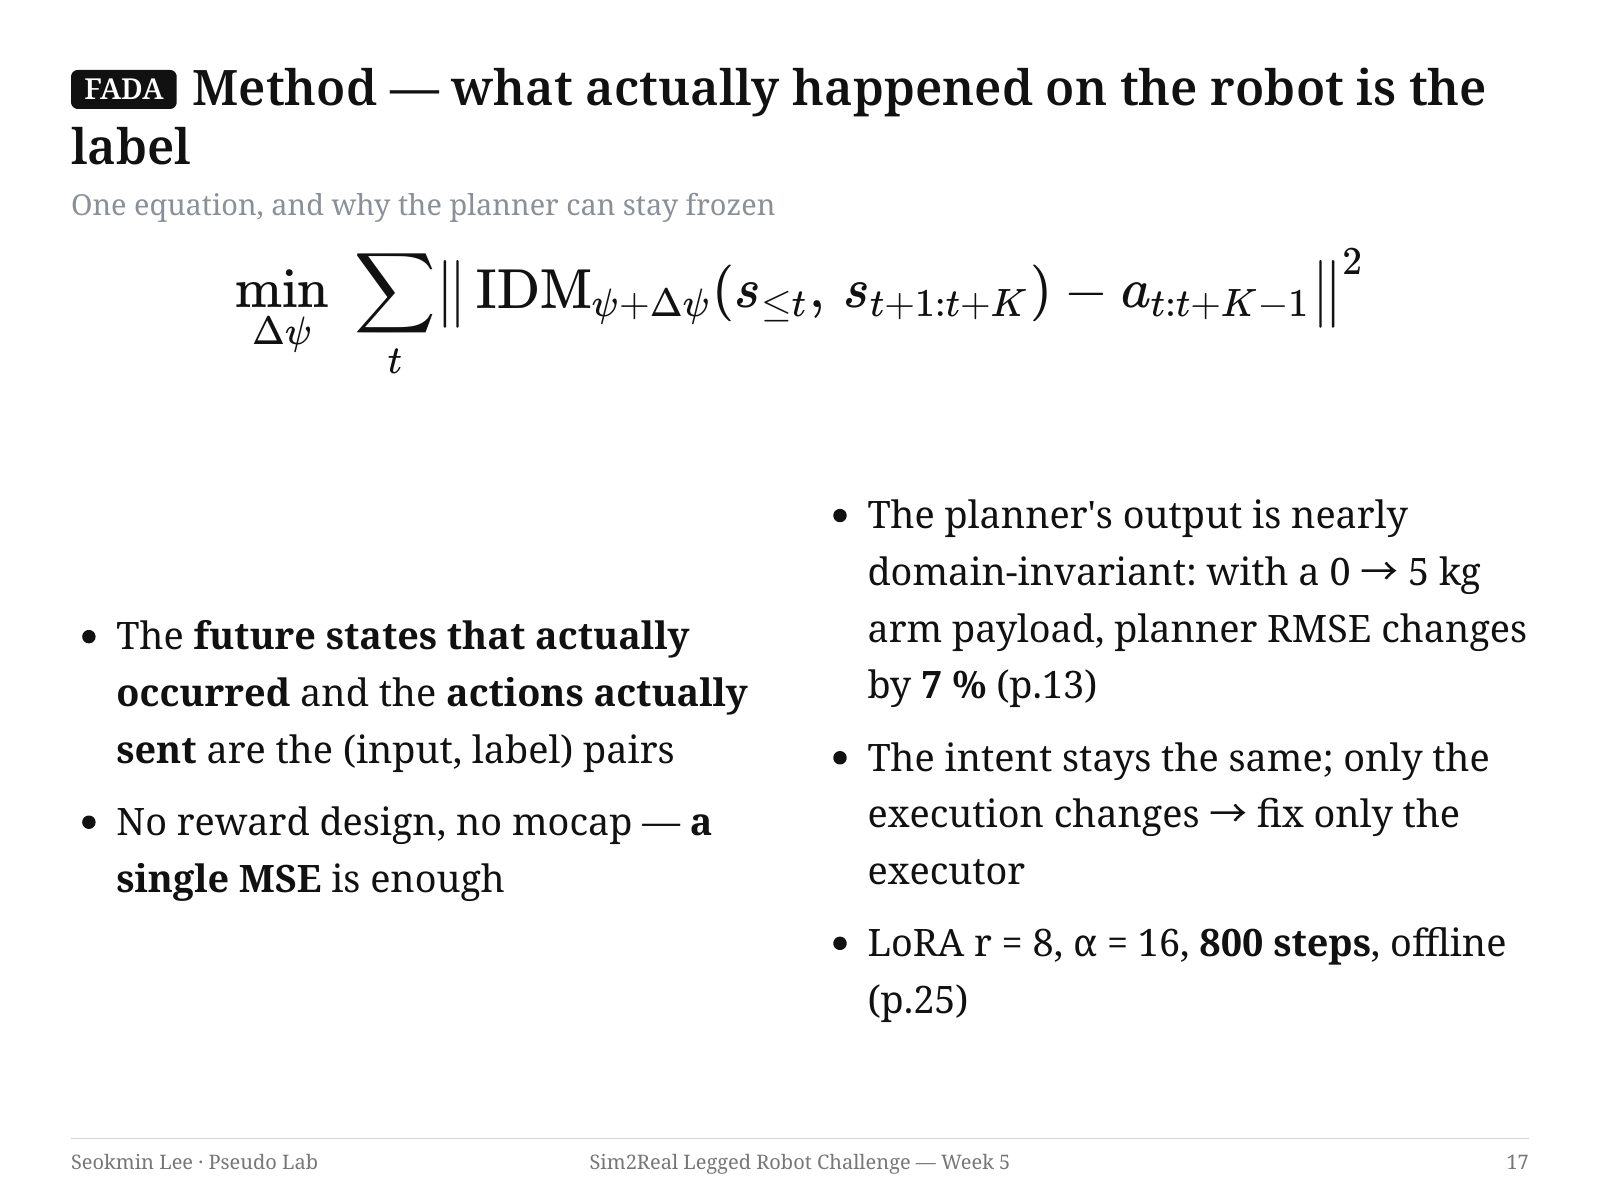 FADA Method — what actually happened on the robot is the
label
One equation, and why the planner can stay frozen
min_{Δψ} ∑_t ‖ IDM_{ψ+Δψ}(s_{≤t}, s_{t+1:t+K}) − a_{t:t+K−1} ‖²
• The future states that actually
occurred and the actions actually
sent are the (input, label) pairs
• No reward design, no mocap — a
single MSE is enough
• The planner's output is nearly
domain-invariant: with a 0 → 5 kg
arm payload, planner RMSE changes
by 7 % (p.13)
• The intent stays the same; only the
execution changes → fix only the
executor
• LoRA r = 8, α = 16, 800 steps, offline
(p.25)
Seokmin Lee · Pseudo Lab
Sim2Real Legged Robot Challenge — Week 5
17